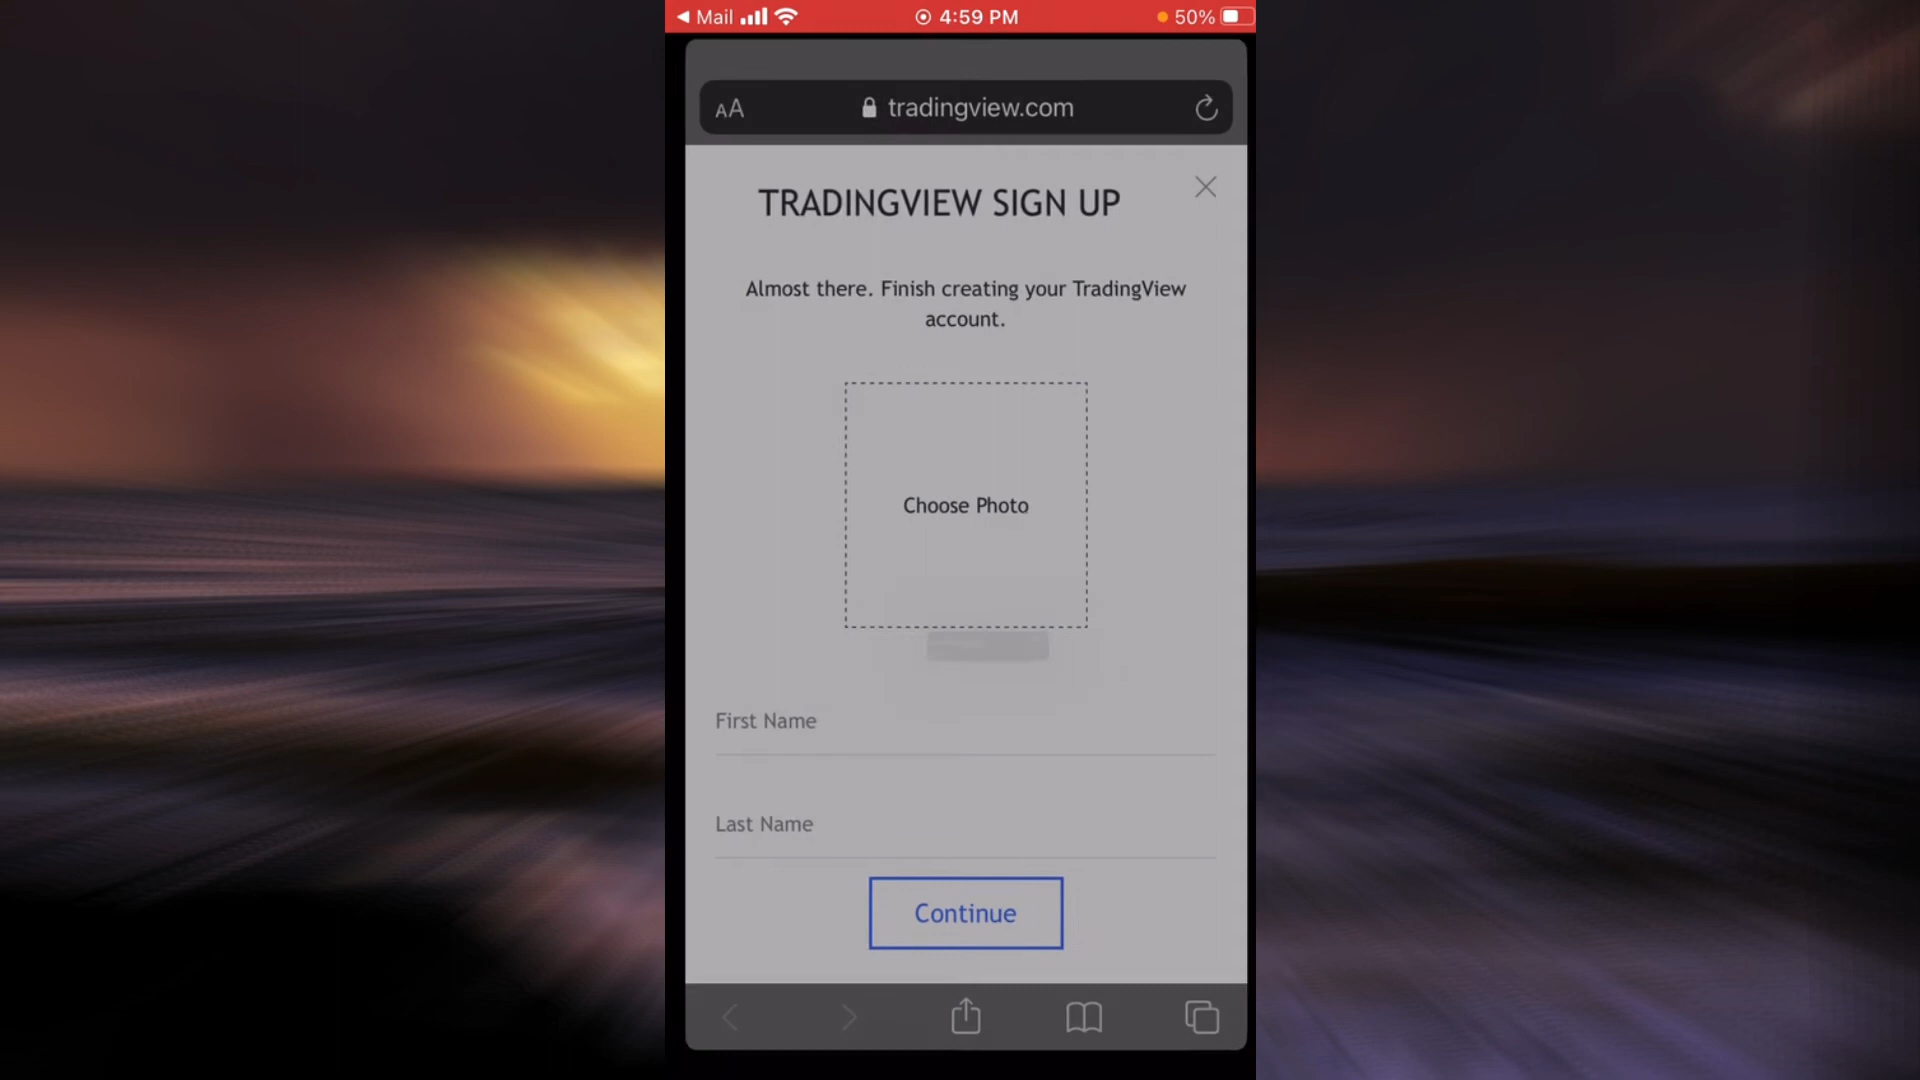 Mail 4:59 PM 50%
AA tradingview.com
TRADINGVIEW SIGN UP
Almost there. Finish creating your TradingView
account.
Choose Photo
First Name
Last Name
Continue